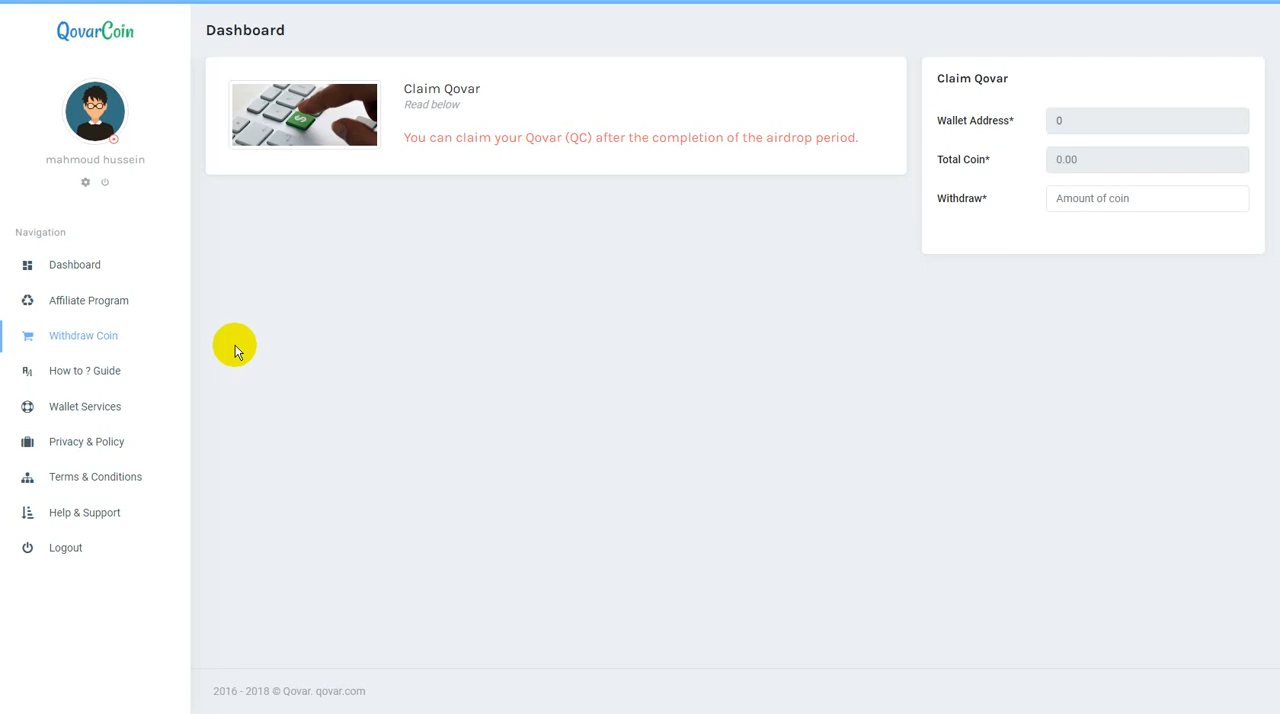 QovarCoin
mahmoud hussein
Navigation
Dashboard
Affiliate Program
Withdraw Coin
How to ? Guide
Wallet Services
Privacy & Policy
Terms & Conditions
Help & Support
Logout
Dashboard
Claim Qovar
Read below
You can claim your Qovar (QC) after the completion of the airdrop period.
Claim Qovar
Wallet Address* 0
Total Coin* 0.00
Withdraw* Amount of coin
2016 - 2018 © Qovar. qovar.com